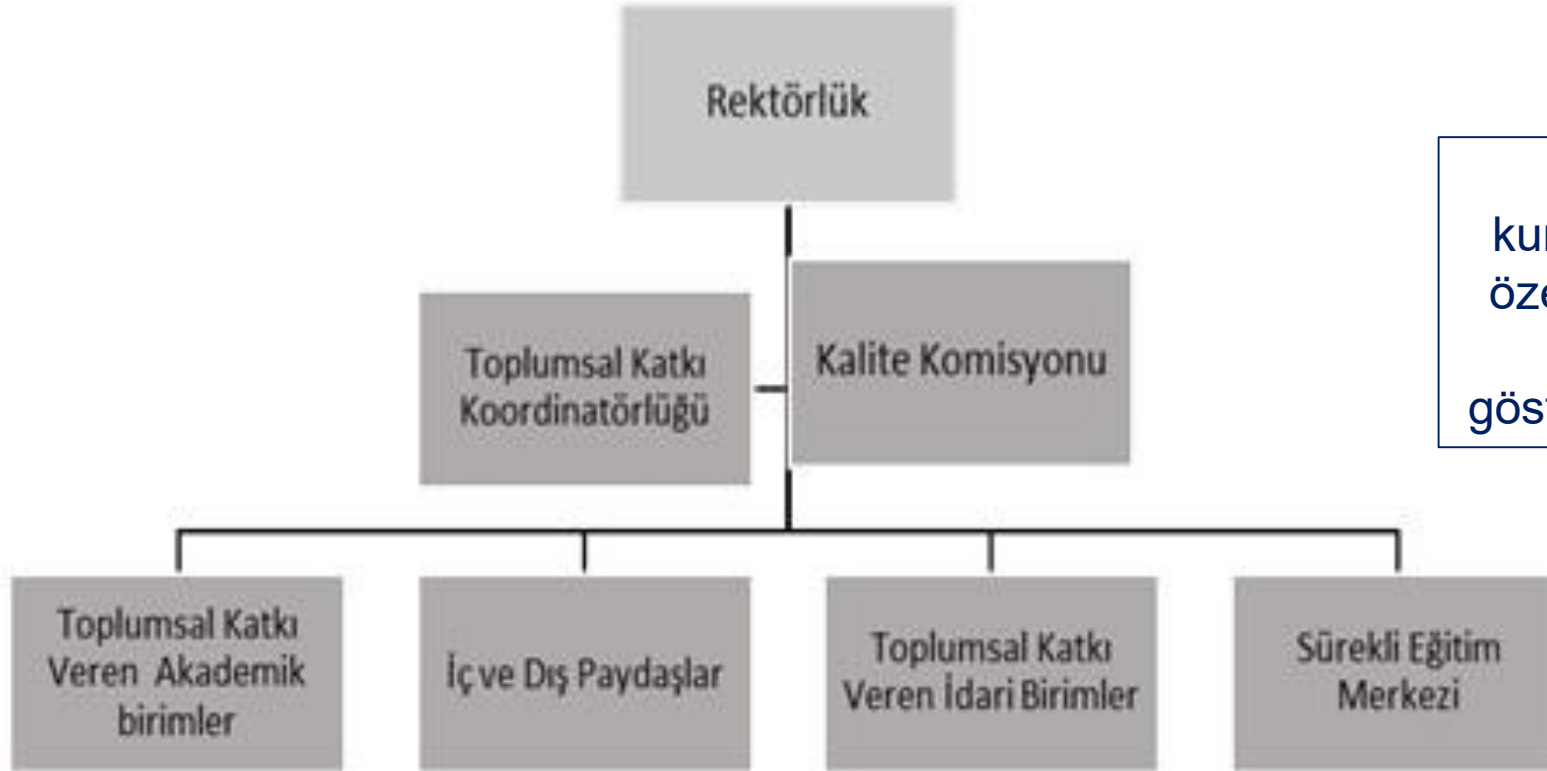 Rektörlük
Toplumsal Katkı
Koordinatörlüğü
Kalite Komisyonu
Toplumsal Katkı
Veren Akademik
birimler
İç ve Dış Paydaşlar
Toplumsal Katkı
Veren İdari Birimler
Sürekli Eğitim
Merkezi